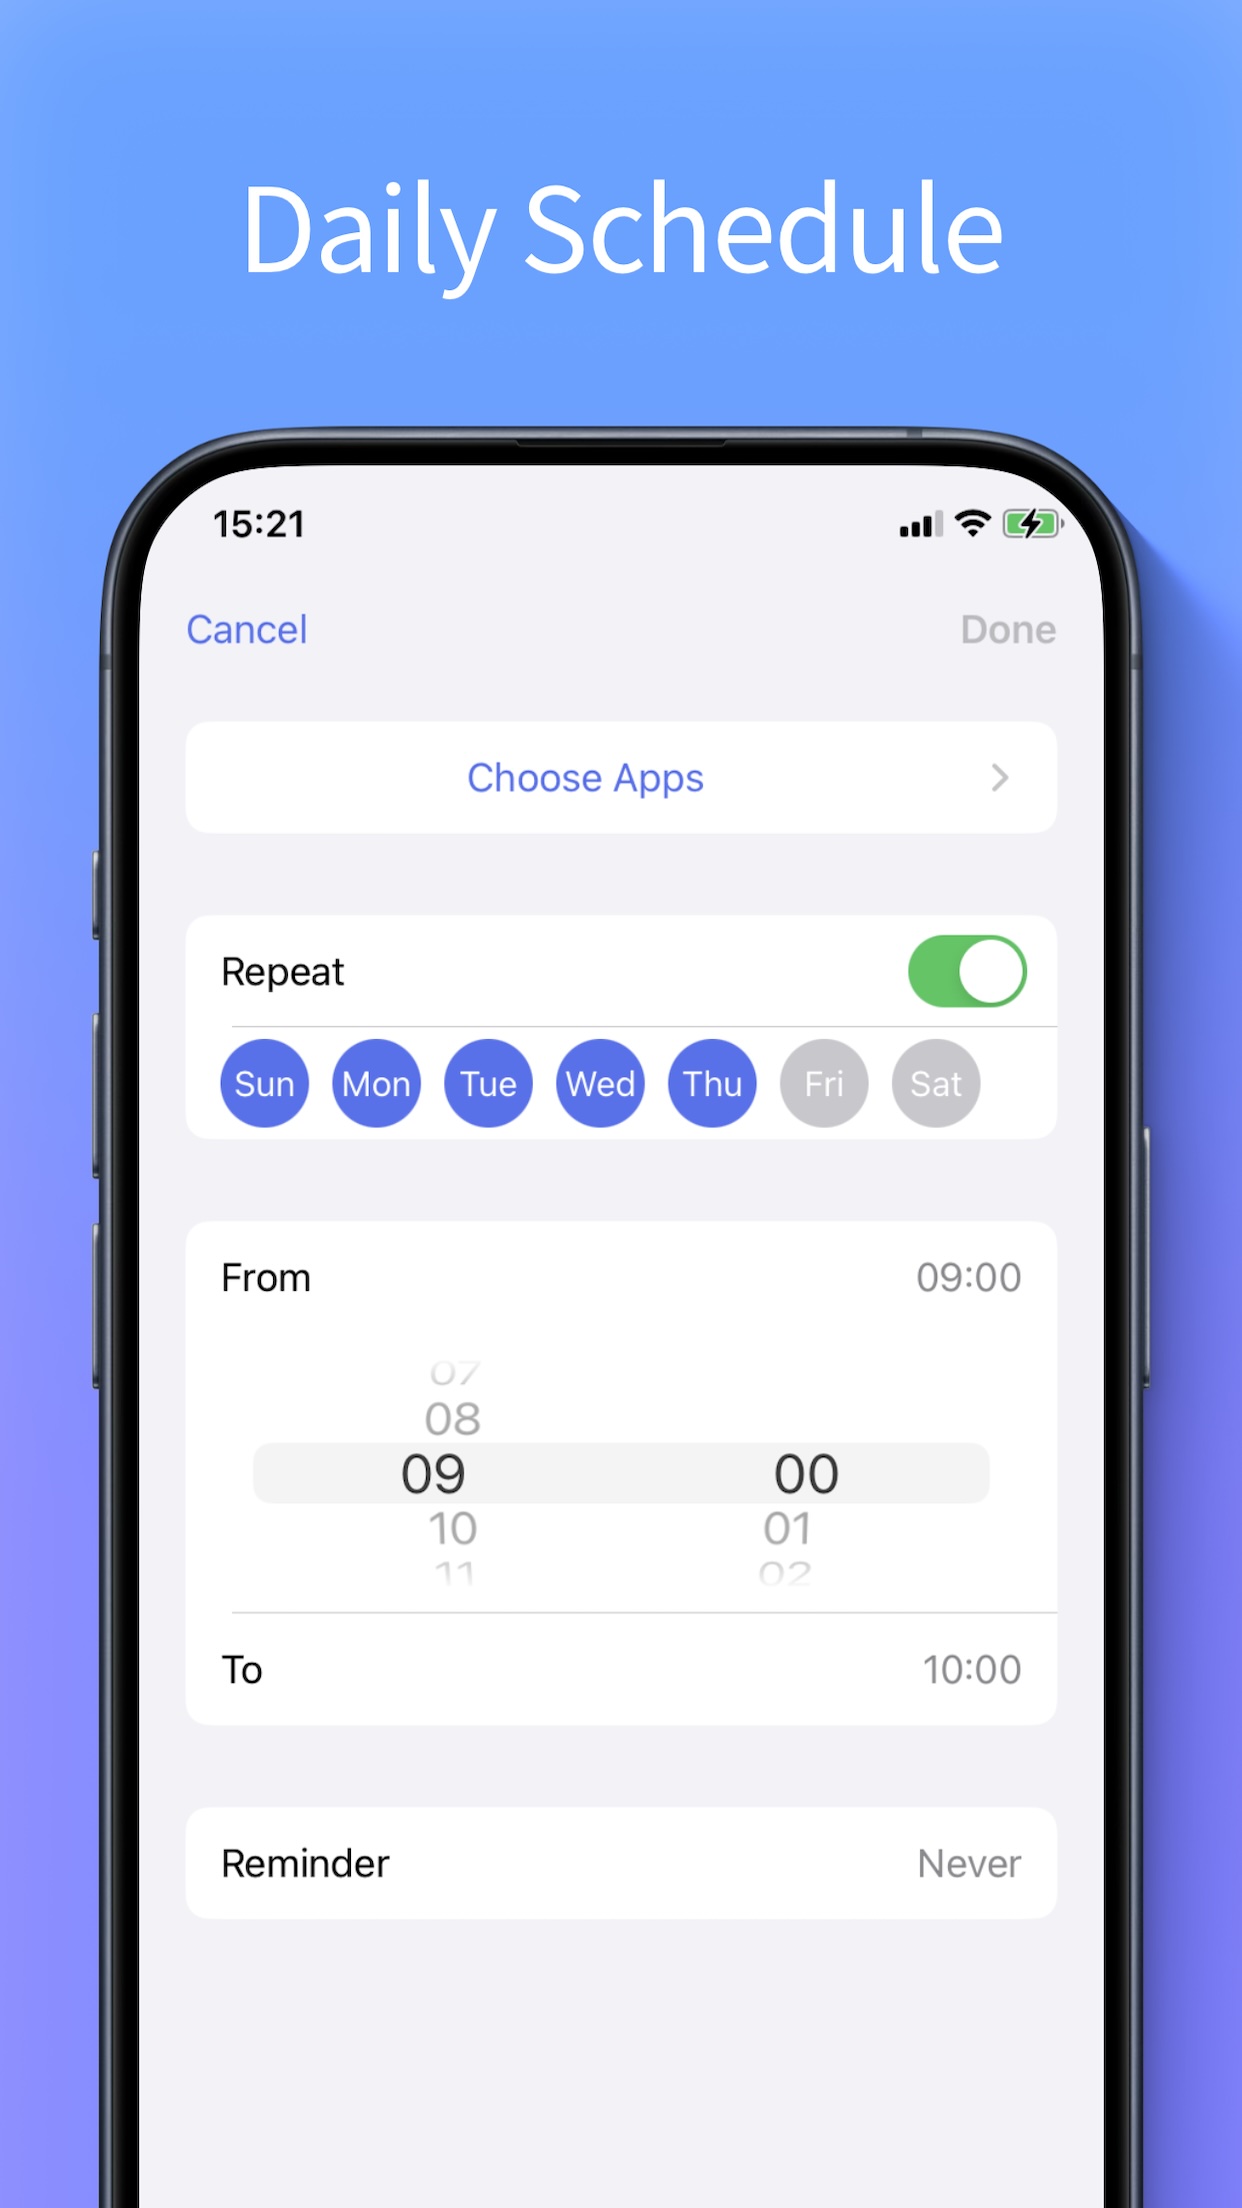 Daily Schedule
15:21
Cancel Done
Choose Apps
Repeat
Sun Mon Tue Wed Thu Fri Sat
From 09:00
07
08
09 00
10 01
11 02
To 10:00
Reminder Never